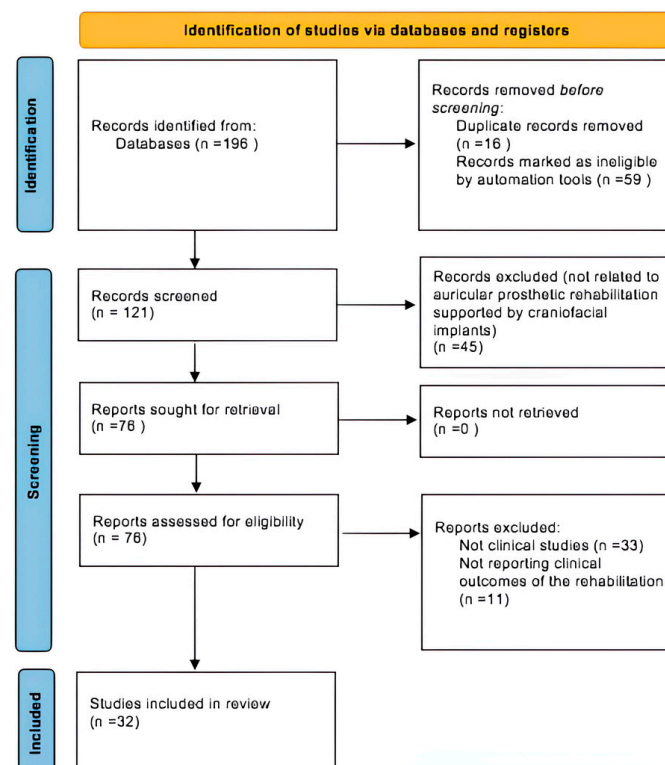 Identification of studies via databases and registers
Identification
Records identified from:
Databases (n =196 )
Records removed before
screening:
Duplicate records removed
(n =16 )
Records marked as ineligible
by automation tools (n =59 )
Screening
Records screened
(n = 121)
Records excluded (not related to
auricular prosthetic rehabilitation
supported by craniofacial
implants)
(n =45)
Reports sought for retrieval
(n =76 )
Reports not retrieved
(n =0 )
Reports assessed for eligibility
(n = 76)
Reports excluded:
Not clinical studies (n =33)
Not reporting clinical
outcomes of the rehabilitation
(n =11)
Included
Studies included in review
(n =32)